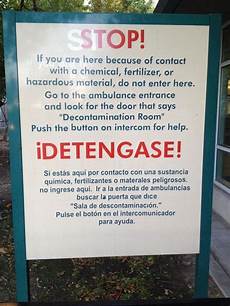 STOP!
If you are here because of contact
with a chemical, fertilizer, or
hazardous material, do not enter here.
Go to the ambulance entrance
and look for the door that says
"Decontamination Room"
Push the button on intercom for help.
¡DETENGASE!
Si estás aquí por contacto con una sustancia
química, fertilizantes o materiales peligrosos.
no ingrese aquí.  Ir a la entrada de ambulancias
buscar la puerta que dice
"Sala de descontaminación."
Pulse el botón en el intercomunicador
para ayuda.